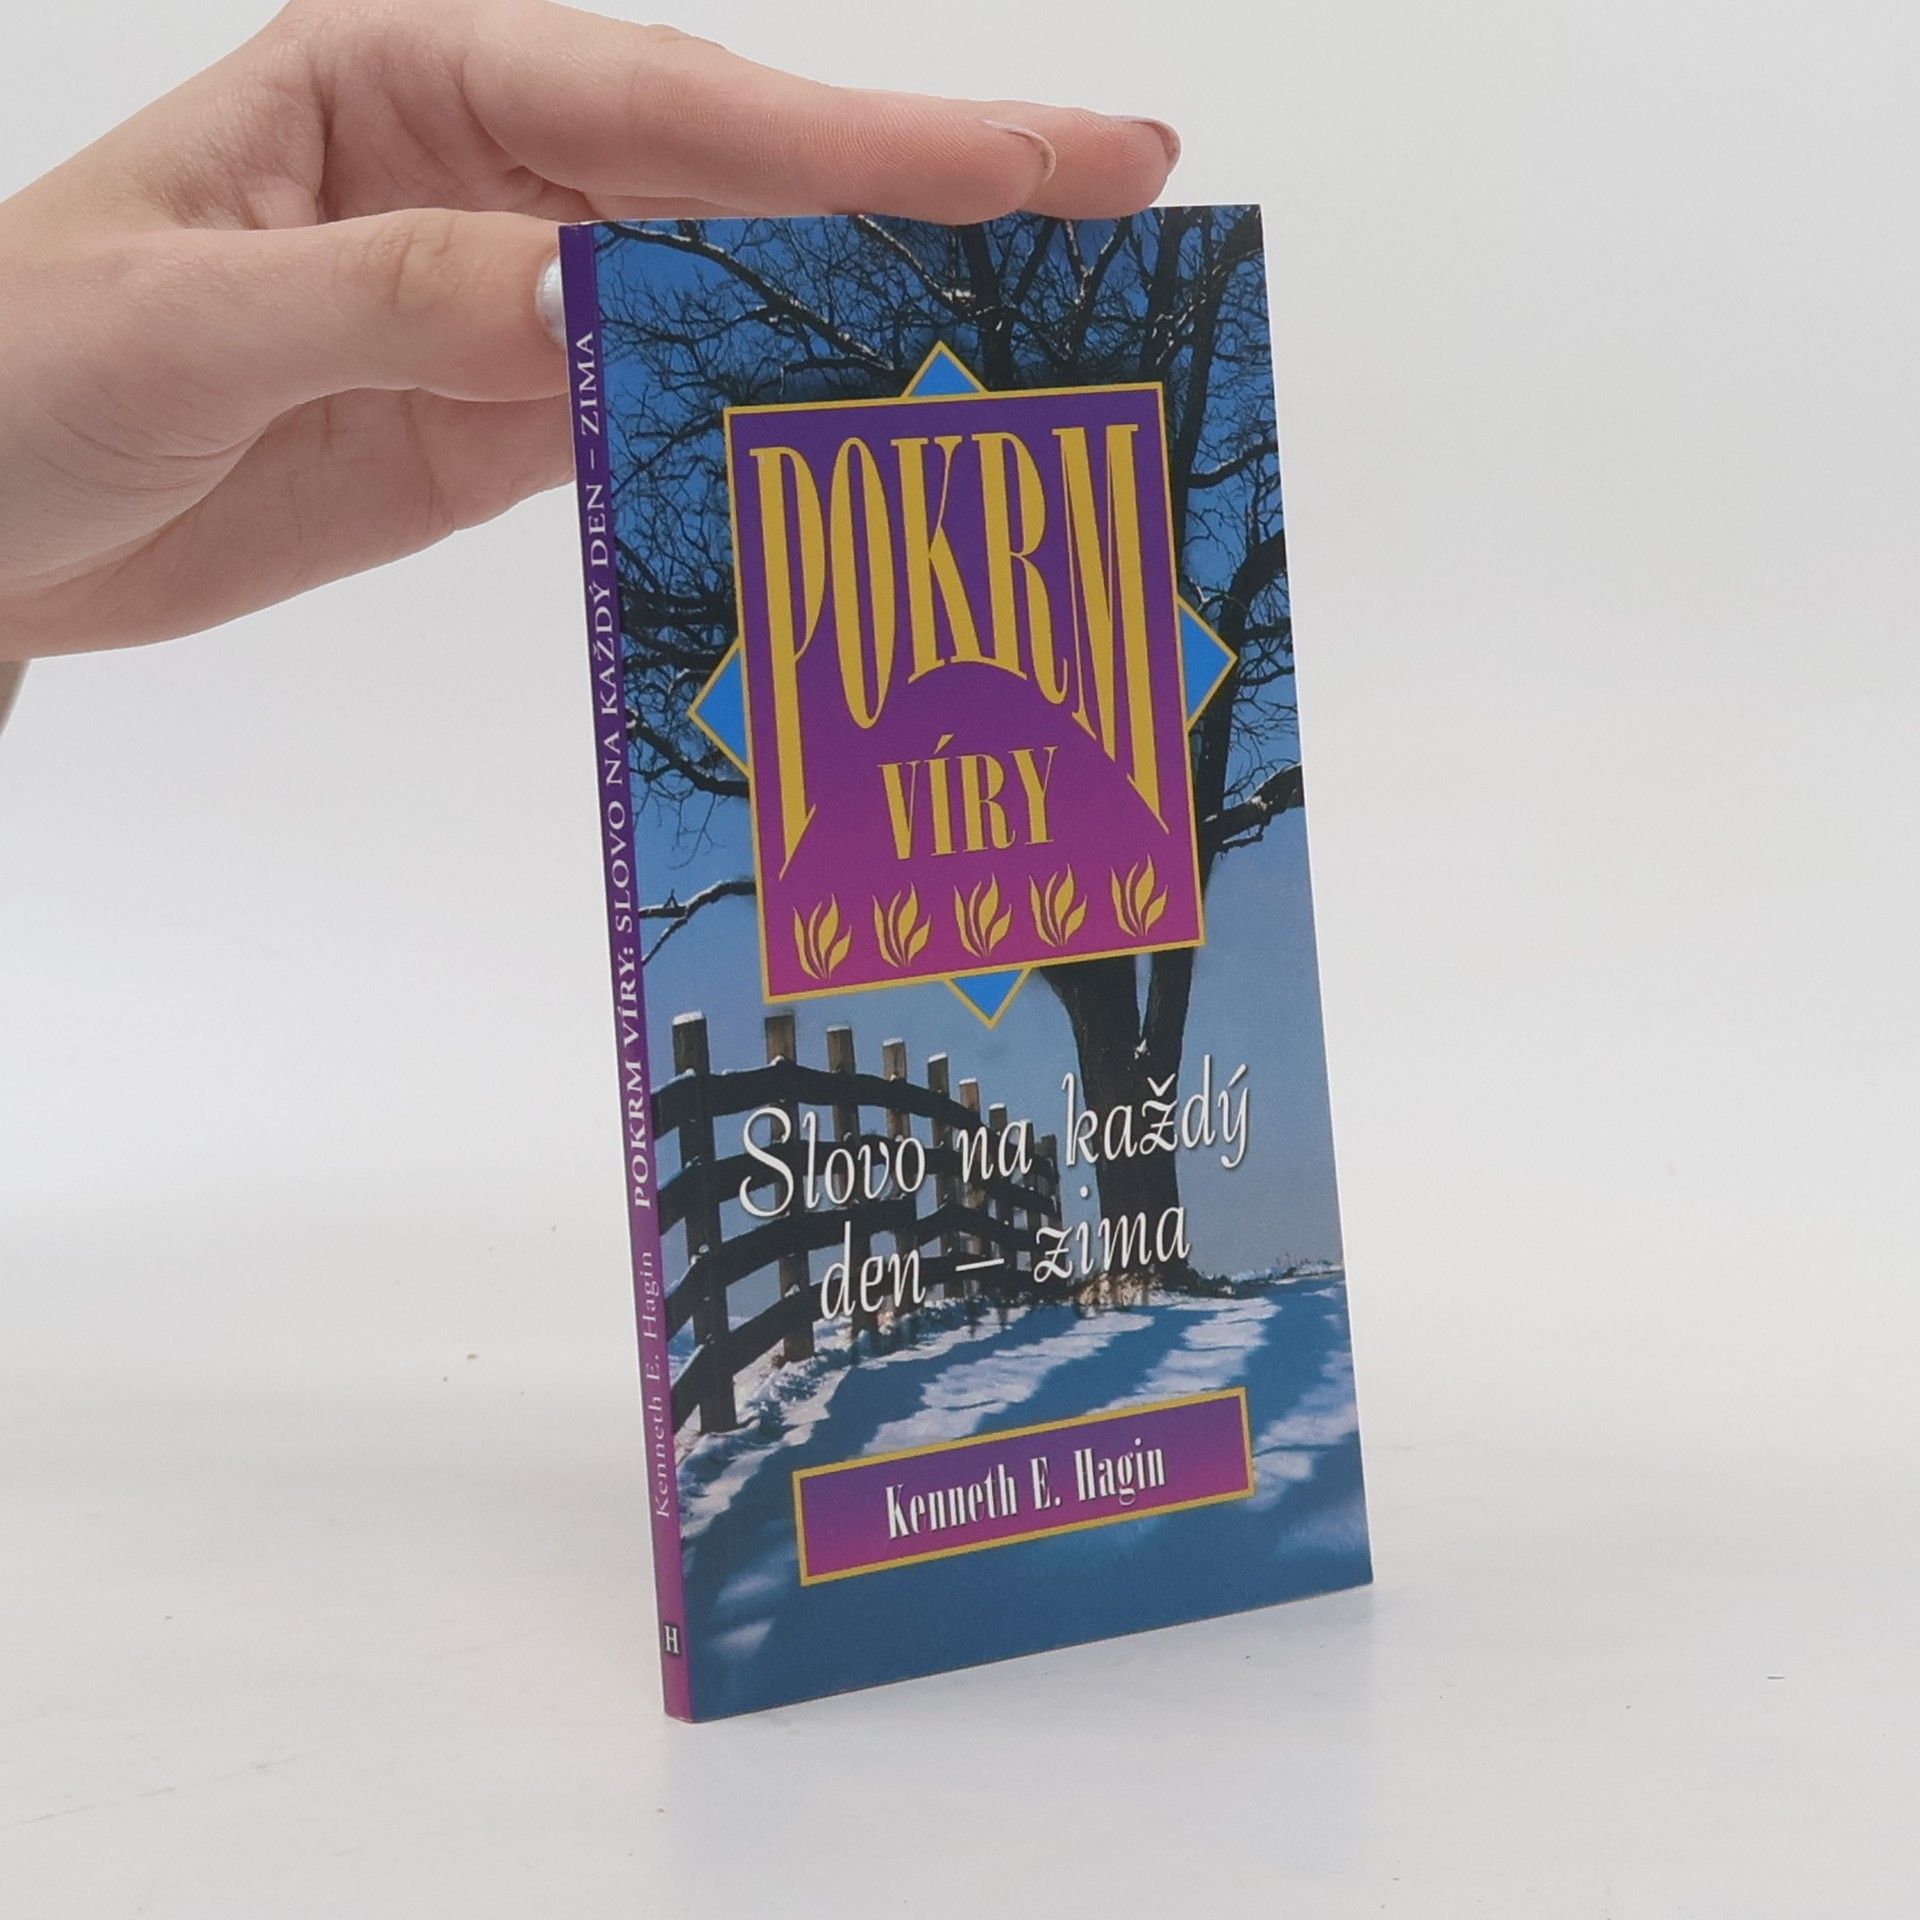 POKRM
VÍRY
Slovo na každý
den – zima
Kenneth E. Hagin
Kenneth E. Hagin POKRM VÍRY: SLOVO NA KAŽDÝ DEN – ZIMA
H